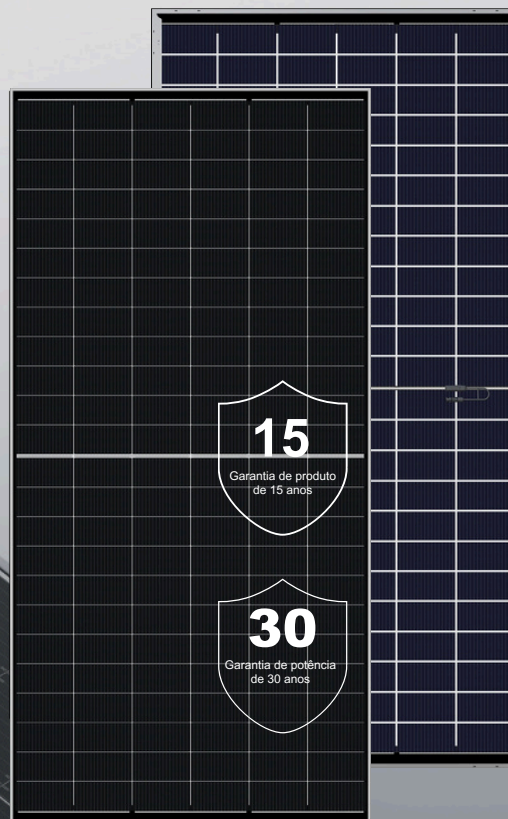 15
Garantia de produto
de 15 anos
30
Garantia de potência
de 30 anos